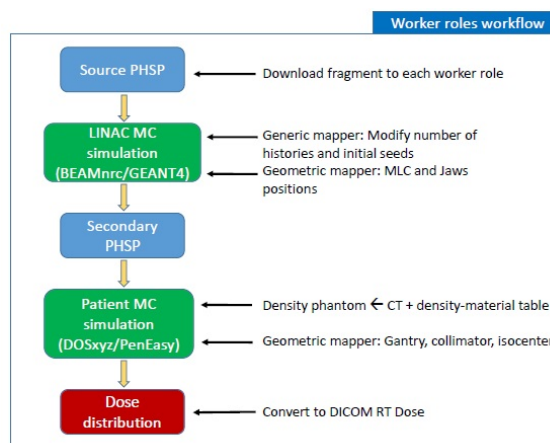 Worker roles workflow
Source PHSP
Download fragment to each worker role
LINAC MC
simulation
(BEAMnrc/GEANT4)
Generic mapper: Modify number of
histories and initial seeds
Geometric mapper: MLC and Jaws
positions
Secondary
PHSP
Patient MC
simulation
(DOSxyz/PenEasy)
Density phantom ← CT + density-material table
Geometric mapper: Gantry, collimator, isocenter
Dose
distribution
Convert to DICOM RT Dose